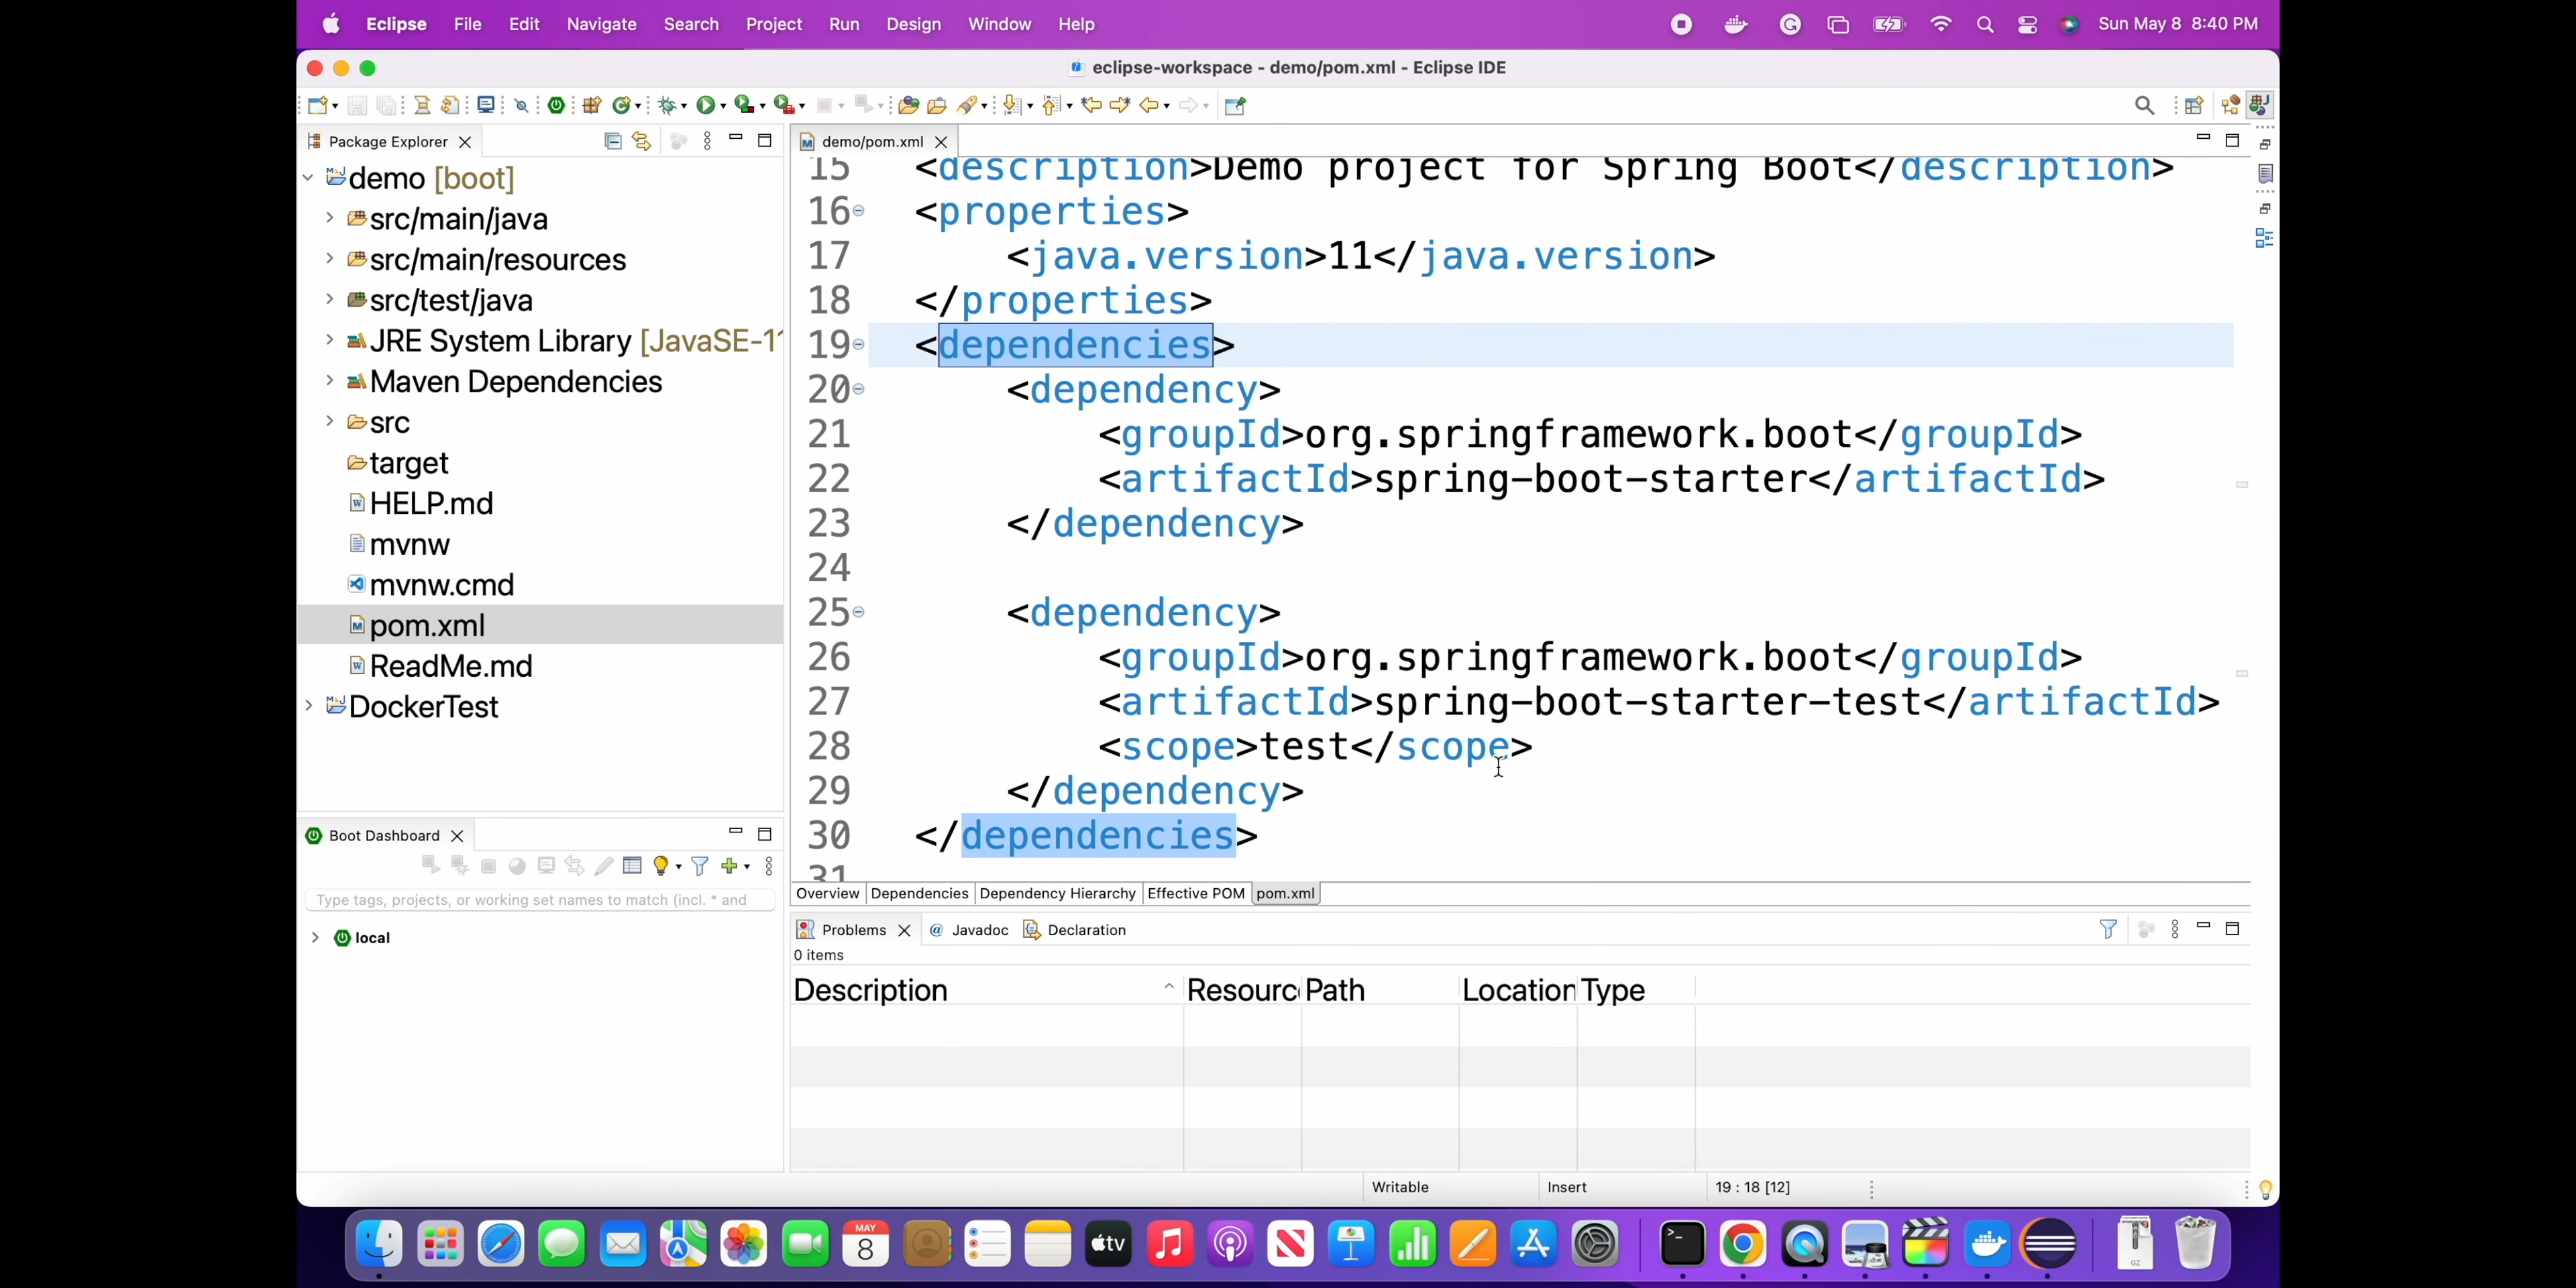 Eclipse File Edit Navigate Search Project Run Design Window Help Sun May 8 8:40 PM
eclipse-workspace - demo/pom.xml - Eclipse IDE
Package Explorer
demo [boot]
src/main/java
src/main/resources
src/test/java
JRE System Library [JavaSE-11
Maven Dependencies
src
target
HELP.md
mvnw
mvnw.cmd
pom.xml
ReadMe.md
DockerTest
Boot Dashboard
Type tags, projects, or working set names to match (incl. * and
local
demo/pom.xml
15 <description>Demo project for Spring Boot</description>
16 <properties>
17 <java.version>11</java.version>
18 </properties>
19 <dependencies>
20 <dependency>
21 <groupId>org.springframework.boot</groupId>
22 <artifactId>spring-boot-starter</artifactId>
23 </dependency>
24
25 <dependency>
26 <groupId>org.springframework.boot</groupId>
27 <artifactId>spring-boot-starter-test</artifactId>
28 <scope>test</scope>
29 </dependency>
30 </dependencies>
31
Overview Dependencies Dependency Hierarchy Effective POM pom.xml
Problems @ Javadoc Declaration
0 items
Description Resourc Path Location Type
Writable Insert 19 : 18 [12]
MAY
8
tv